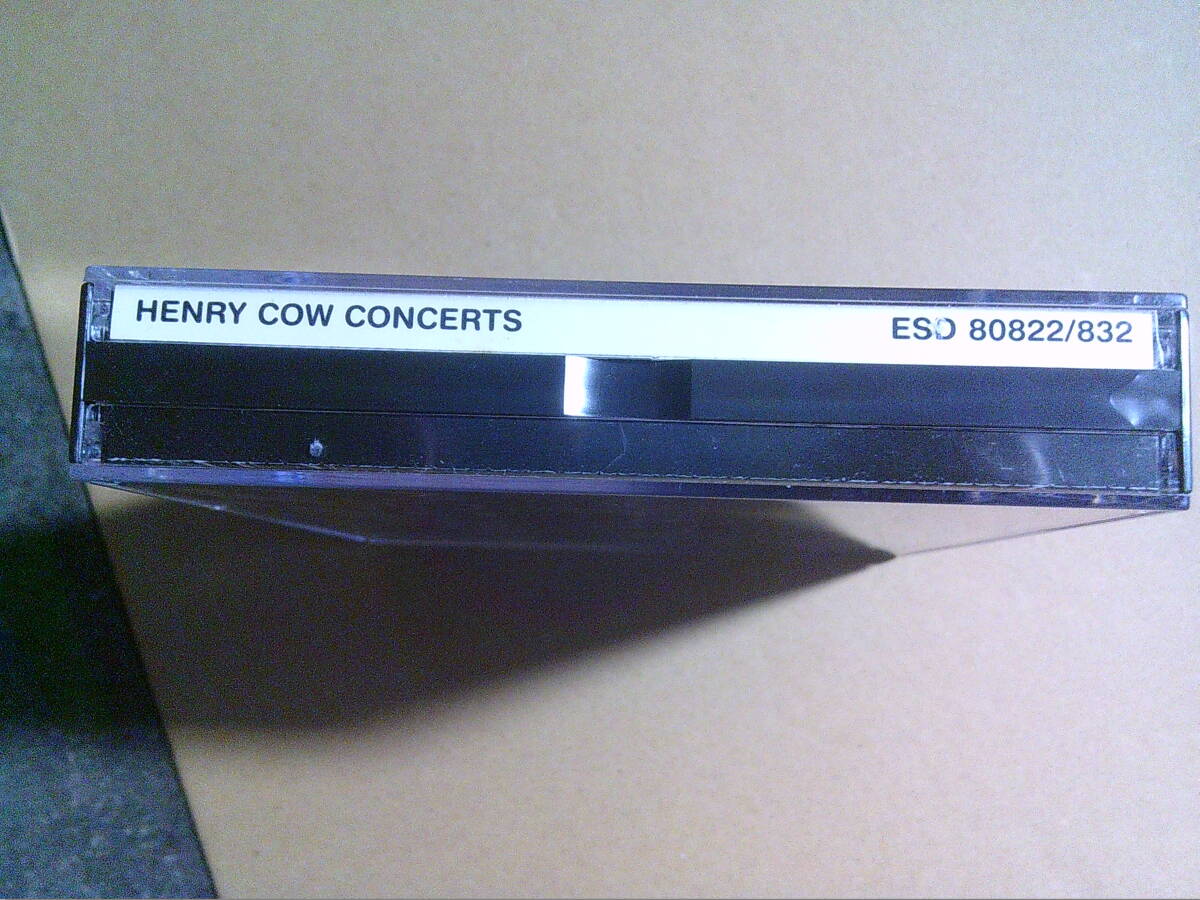 HENRY COW CONCERTS
ESD 80822/832